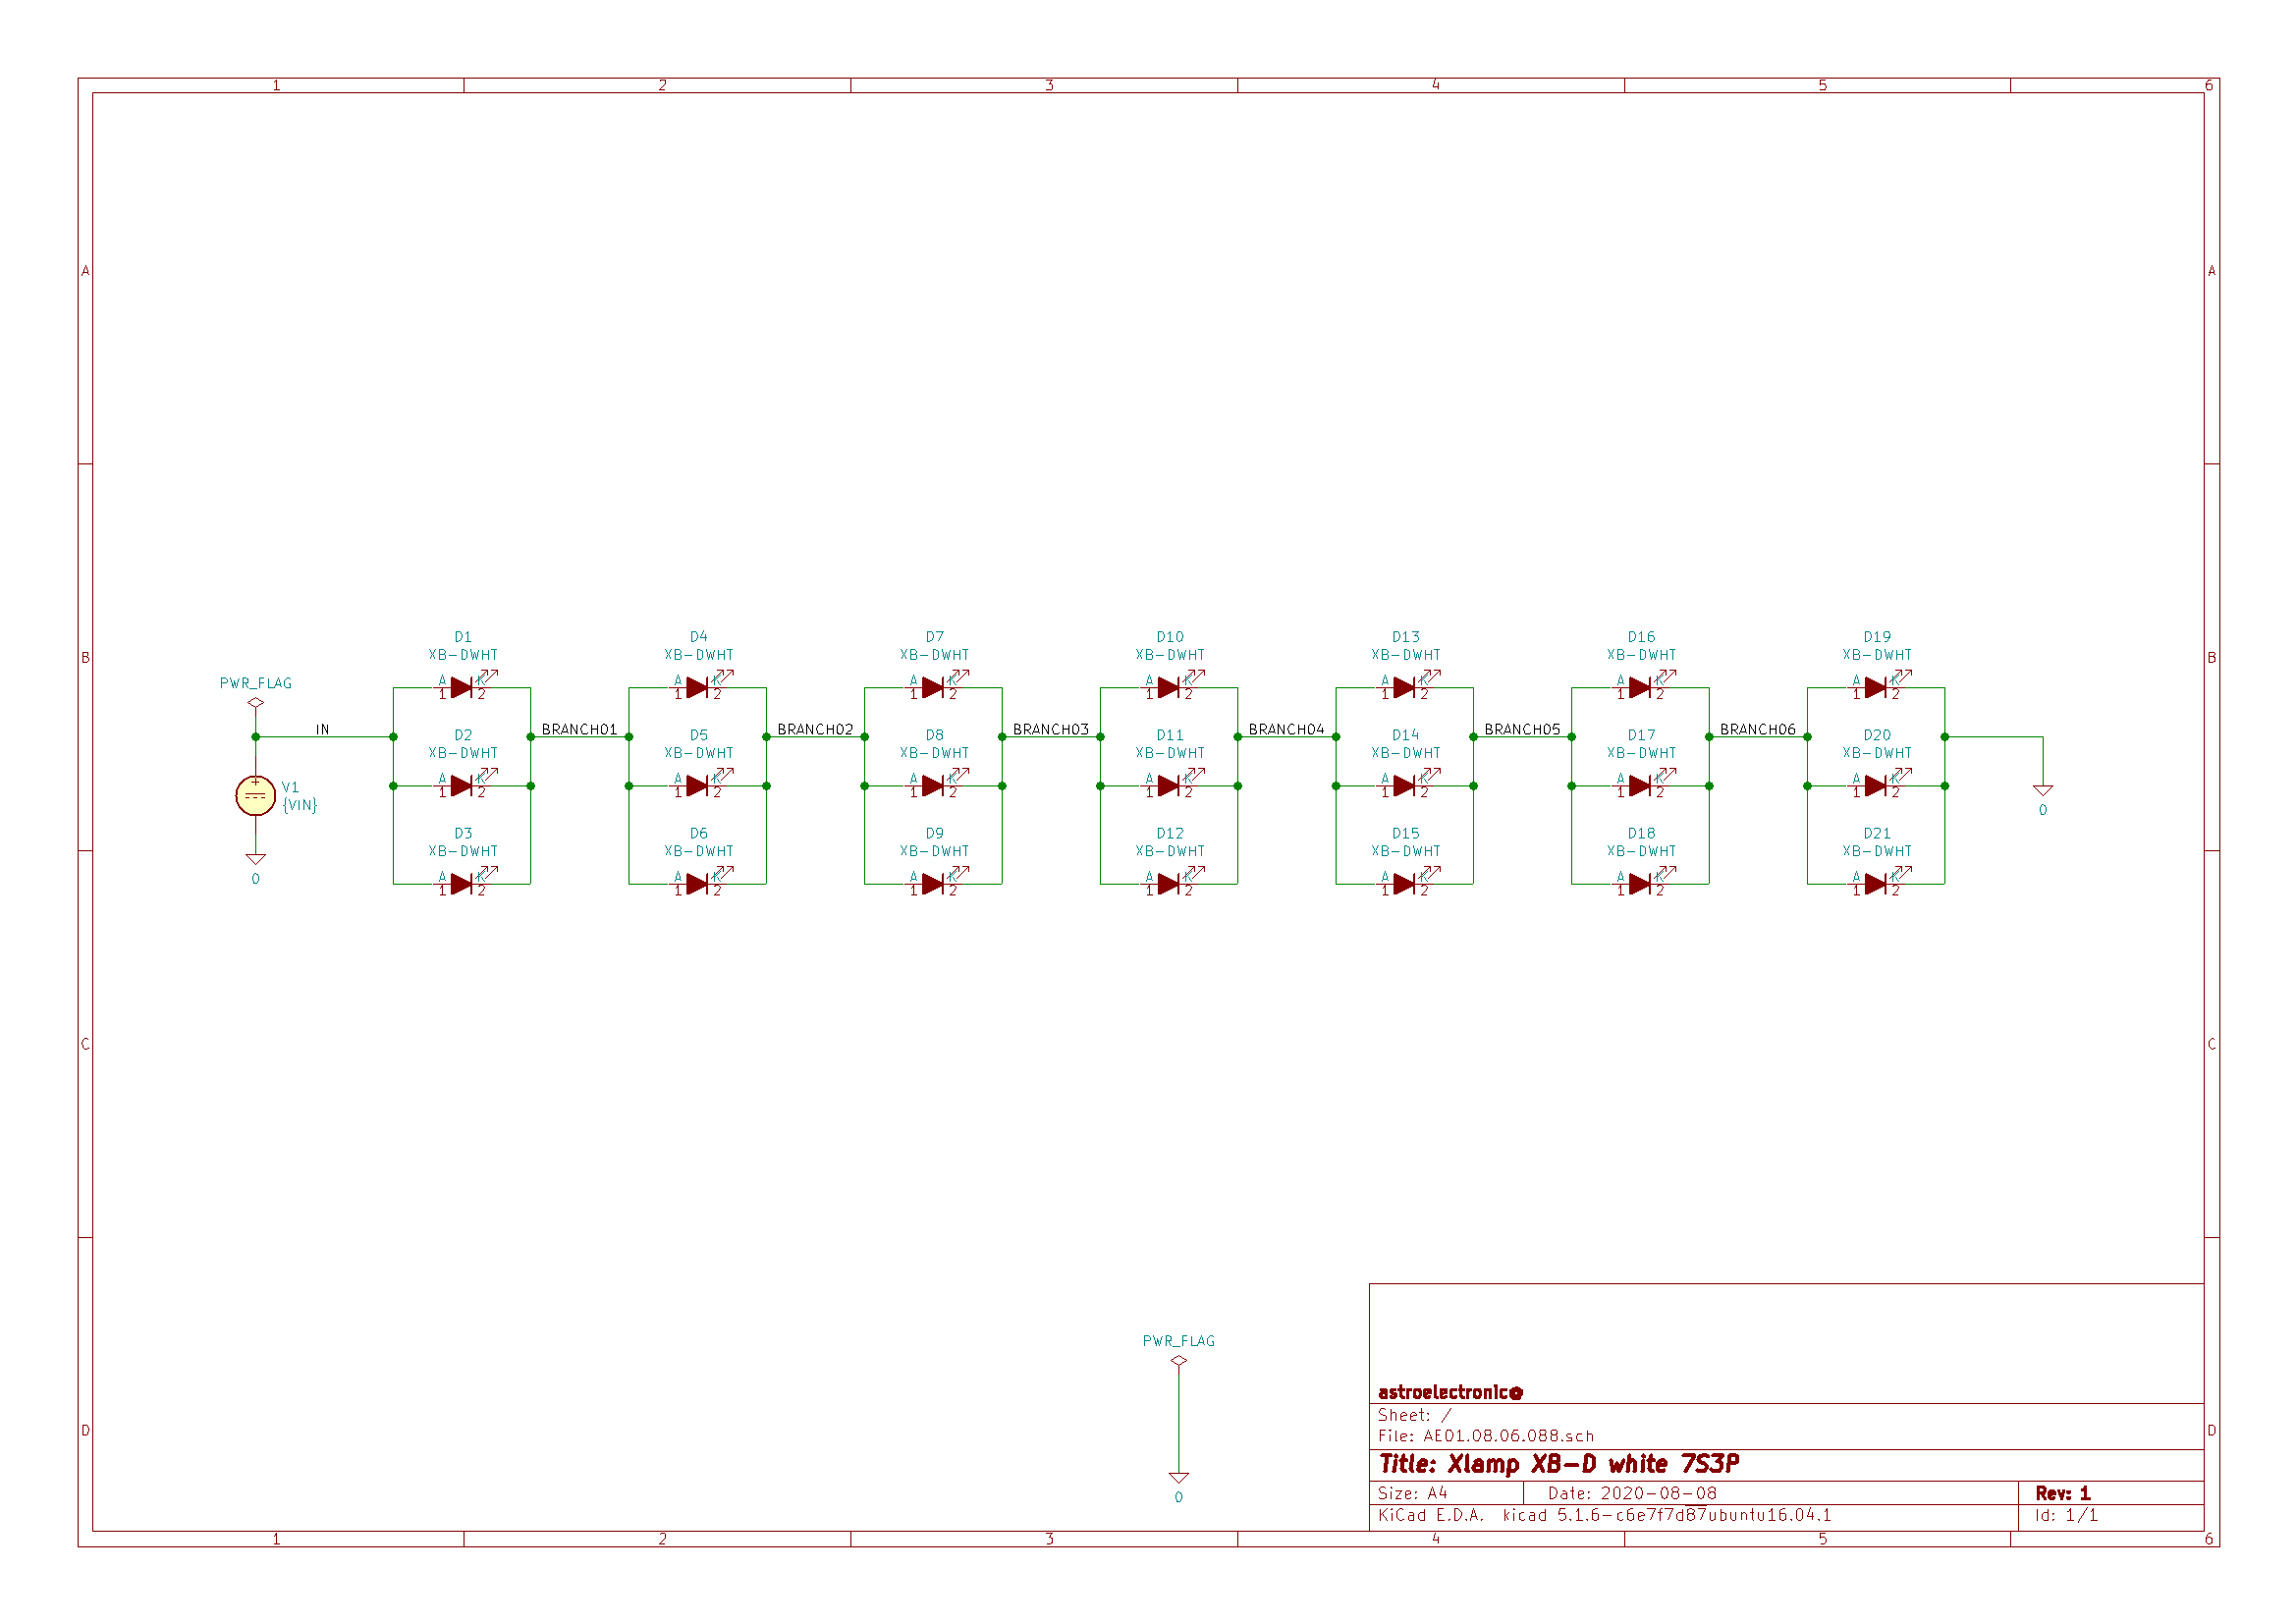 1 2 3 4 5 6
A A
B B
C C
D D
D1 D4 D7 D10 D13 D16 D19
XB-DWHT XB-DWHT XB-DWHT XB-DWHT XB-DWHT XB-DWHT XB-DWHT
A K A K A K A K A K A K A K
1 2 1 2 1 2 1 2 1 2 1 2 1 2
PWR_FLAG
IN BRANCH01 BRANCH02 BRANCH03 BRANCH04 BRANCH05 BRANCH06
D2 D5 D8 D11 D14 D17 D20
XB-DWHT XB-DWHT XB-DWHT XB-DWHT XB-DWHT XB-DWHT XB-DWHT
A K A K A K A K A K A K A K
1 2 1 2 1 2 1 2 1 2 1 2 1 2
V1
{VIN}
0
D3 D6 D9 D12 D15 D18 D21
XB-DWHT XB-DWHT XB-DWHT XB-DWHT XB-DWHT XB-DWHT XB-DWHT
A K A K A K A K A K A K A K
1 2 1 2 1 2 1 2 1 2 1 2 1 2
0
PWR_FLAG
0
astroelectronic@
Sheet: /
File: AE01.08.06.088.sch
Title: Xlamp XB-D white 7S3P
Size: A4 Date: 2020-08-08 Rev: 1
KiCad E.D.A. kicad 5.1.6-c6e7f7d87ubuntu16.04.1 Id: 1/1
1 2 3 4 5 6